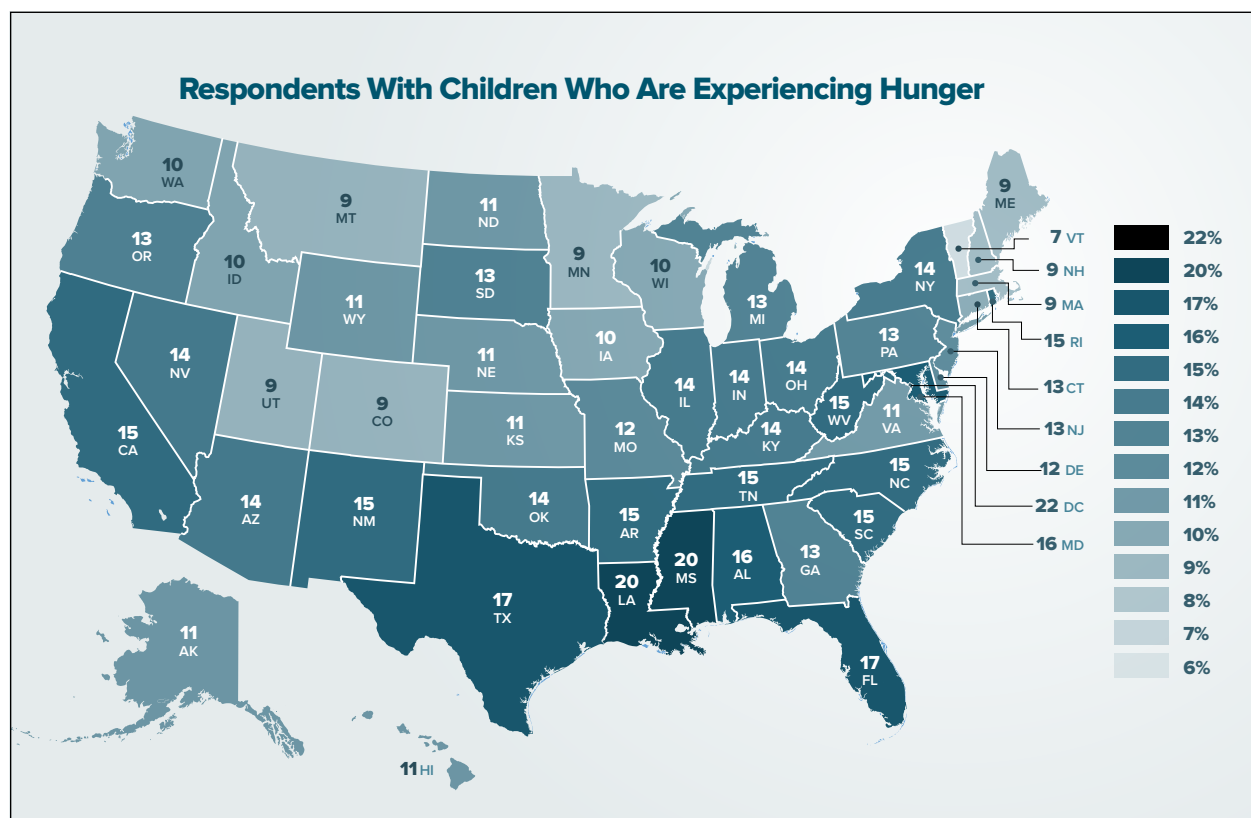 Respondents With Children Who Are Experiencing Hunger
10
WA
9
MT
11
ND
9
MN
9
ME
13
OR
10
ID
11
WY
13
SD
10
WI
13
MI
14
NY
14
NV
9
UT
9
CO
11
NE
10
IA
14
IL
14
IN
14
OH
13
PA
15
CA
11
KS
12
MO
14
KY
15
WV
11
VA
14
AZ
15
NM
14
OK
15
AR
15
TN
15
NC
15
SC
17
TX
20
LA
20
MS
16
AL
13
GA
17
FL
11
AK
11 HI
7 VT
9 NH
9 MA
15 RI
13 CT
13 NJ
12 DE
22 DC
16 MD
22%
20%
17%
16%
15%
14%
13%
12%
11%
10%
9%
8%
7%
6%